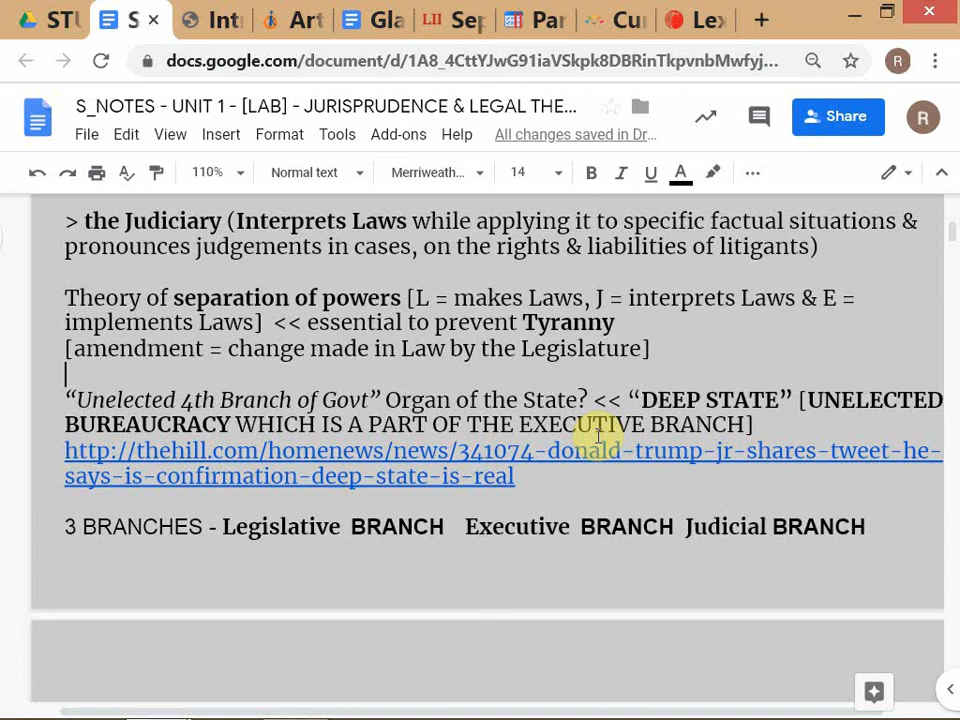 STU S Intr Art Gla LII Sep Par Cur Lex
docs.google.com/document/d/1A8_4CttYJwG91iaVSkpk8DBRinTkpvnbMwfyj... R
S_NOTES - UNIT 1 - [LAB] - JURISPRUDENCE & LEGAL THE...
File Edit View Insert Format Tools Add-ons Help All changes saved in Dr... Share R
110% Normal text Merriweath... 14 B I U A
> the Judiciary (Interprets Laws while applying it to specific factual situations &
pronounces judgements in cases, on the rights & liabilities of litigants)
Theory of separation of powers [L = makes Laws, J = interprets Laws & E =
implements Laws] << essential to prevent Tyranny
[amendment = change made in Law by the Legislature]
“Unelected 4th Branch of Govt” Organ of the State? << “DEEP STATE” [UNELECTED
BUREAUCRACY WHICH IS A PART OF THE EXECUTIVE BRANCH]
http://thehill.com/homenews/news/341074-donald-trump-jr-shares-tweet-he-
says-is-confirmation-deep-state-is-real
3 BRANCHES - Legislative BRANCH Executive BRANCH Judicial BRANCH